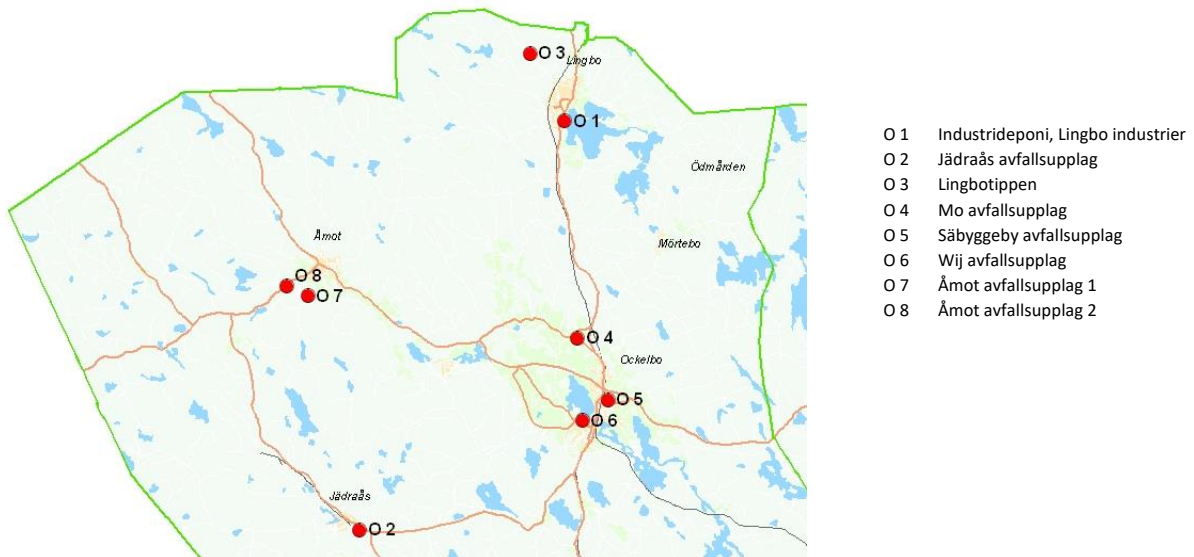 O 3
Lingbo
O 1
Ödmården
Åmot
Mörtebo
O 8
O 7
O 4
Ockelbo
O 5
O 6
Jädraås
O 2
O 1 Industrideponi, Lingbo industrier
O 2 Jädraås avfallsupplag
O 3 Lingbotippen
O 4 Mo avfallsupplag
O 5 Säbyggeby avfallsupplag
O 6 Wij avfallsupplag
O 7 Åmot avfallsupplag 1
O 8 Åmot avfallsupplag 2